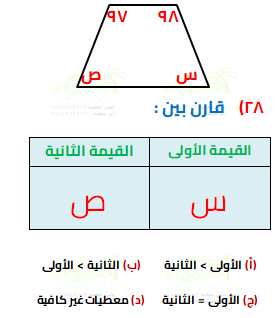 ٩٧ ٩٨
ص س
٢٨) قارن بين :
القيمة الأولى القيمة الثانية
س ص
(أ) الأولى > الثانية (ب) الثانية > الأولى
(ج) الأولى = الثانية (د) معطيات غير كافية